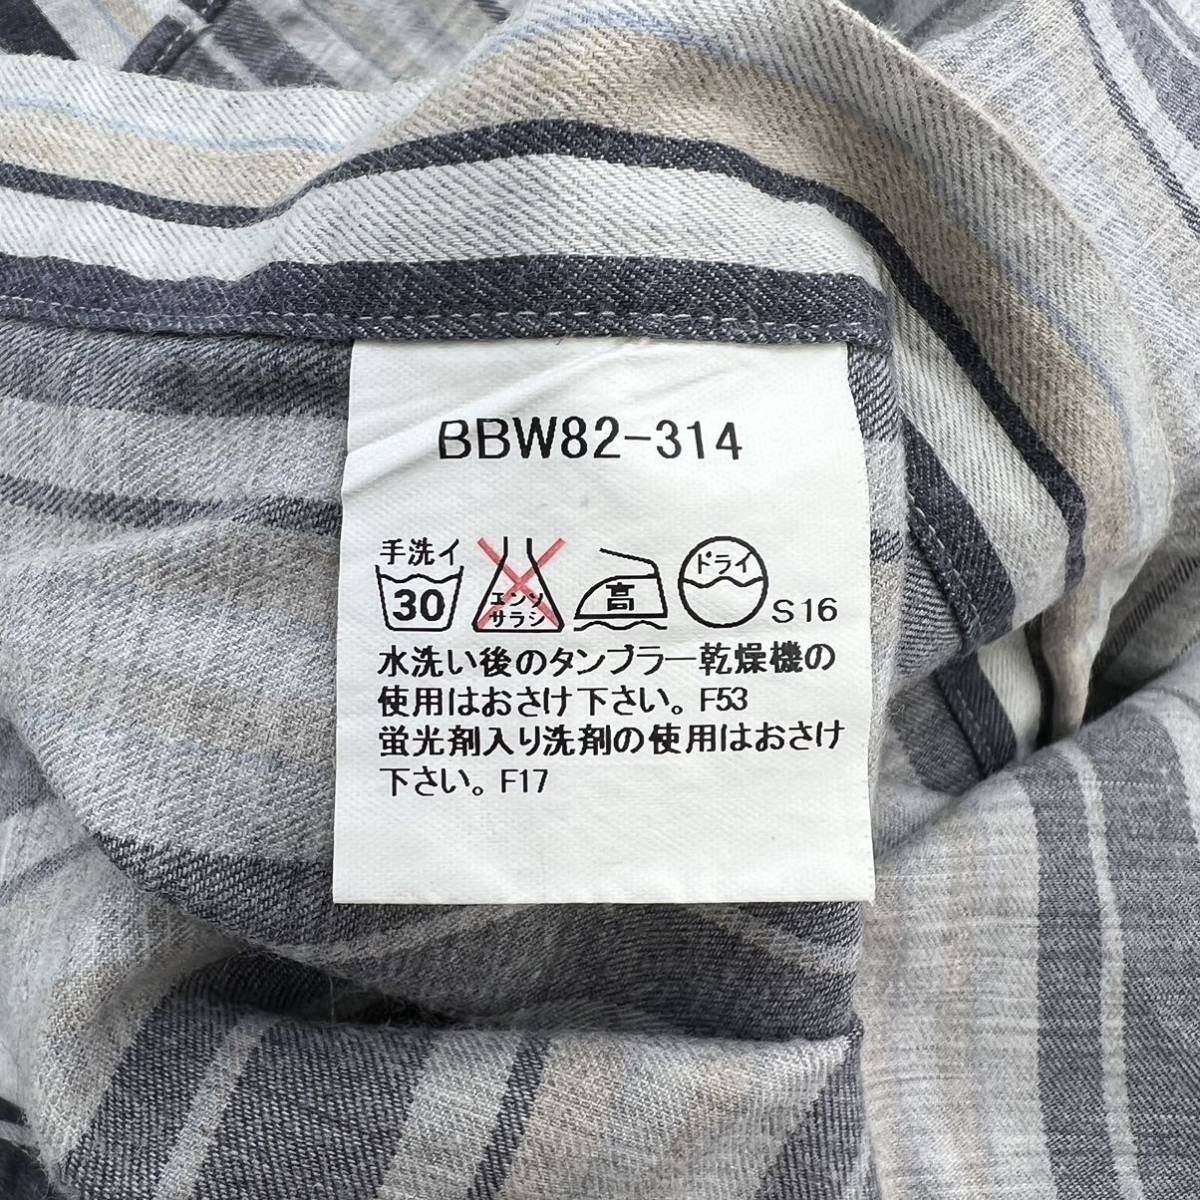 BBW82-314
手洗イ
30
エンソ
サラシ
高
ドライ
S16
水洗い後のタンブラー乾燥機の
使用はおさけ下さい。F53
蛍光剤入り洗剤の使用はおさけ
下さい。F17